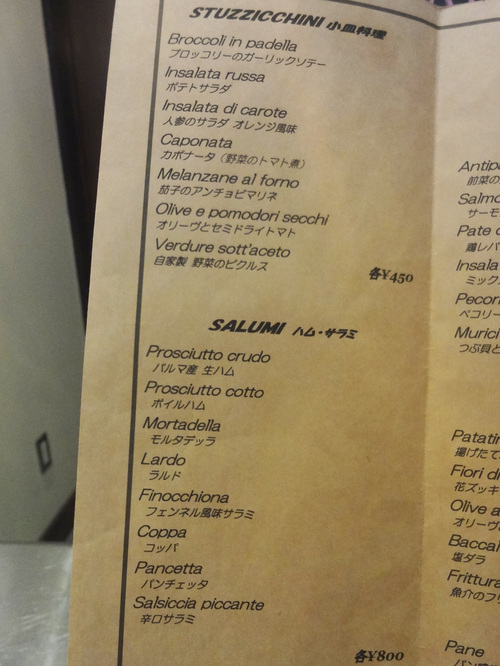 STUZZICCHINI 小皿料理
Broccoli in padella
ブロッコリーのガーリックソテー
Insalata russa
ポテトサラダ
Insalata di carote
人参のサラダ オレンジ風味
Caponata
カポナータ（野菜のトマト煮）
Melanzane al forno
茄子のアンチョビマリネ
Olive e pomodori secchi
オリーヴとセミドライトマト
Verdure sott'aceto
自家製 野菜のピクルス
各¥450
SALUMI ハム・サラミ
Prosciutto crudo
パルマ産 生ハム
Prosciutto cotto
ボイルハム
Mortadella
モルタデッラ
Lardo
ラルド
Finocchiona
フェンネル風味サラミ
Coppa
コッパ
Pancetta
パンチェッタ
Salsiccia piccante
辛口サラミ
各¥800
Antip
前菜の
Salmo
サーモ
Pate
鶏レバ
Insala
ミック
Pecori
ペコリー
Murici
つぶ貝と
Patatin
揚げたて
Fiori di
花ズッキ
Olive a
オリーヴ
Baccal
塩ダラ
Frittura
魚介のフリ
Pane